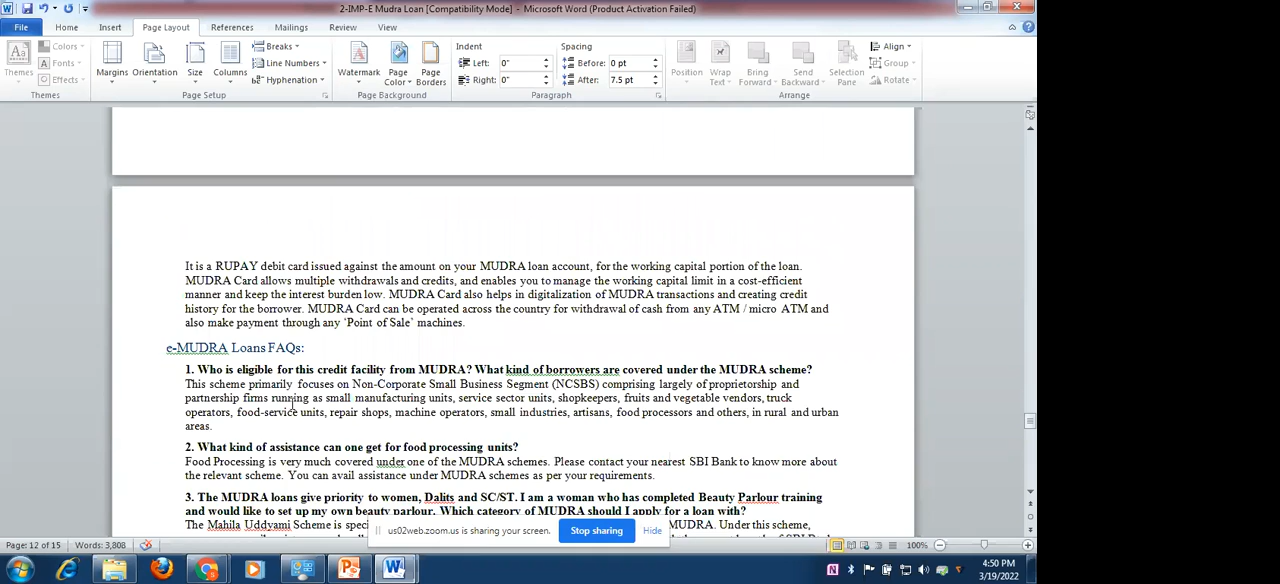 2-IMP-E Mudra Loan [Compatibility Mode] - Microsoft Word (Product Activation Failed)
File Home Insert Page Layout References Mailings Review View
Themes Colors Fonts Effects Margins Orientation Size Columns Breaks Line Numbers Hyphenation Watermark Page Color Page Borders Indent Left: 0" Right: 0" Spacing Before: 0 pt After: 7.5 pt Position Wrap Text Bring Forward Send Backward Selection Pane Align Group Rotate
Themes Page Setup Page Background Paragraph Arrange
It is a RUPAY debit card issued against the amount on your MUDRA loan account, for the working capital portion of the loan.
MUDRA Card allows multiple withdrawals and credits, and enables you to manage the working capital limit in a cost-efficient
manner and keep the interest burden low. MUDRA Card also helps in digitalization of MUDRA transactions and creating credit
history for the borrower. MUDRA Card can be operated across the country for withdrawal of cash from any ATM / micro ATM and
also make payment through any ‘Point of Sale’ machines.
e-MUDRA Loans FAQs:
1. Who is eligible for this credit facility from MUDRA? What kind of borrowers are covered under the MUDRA scheme?
This scheme primarily focuses on Non-Corporate Small Business Segment (NCSBS) comprising largely of proprietorship and
partnership firms running as small manufacturing units, service sector units, shopkeepers, fruits and vegetable vendors, truck
operators, food-service units, repair shops, machine operators, small industries, artisans, food processors and others, in rural and urban
areas.
2. What kind of assistance can one get for food processing units?
Food Processing is very much covered under one of the MUDRA schemes. Please contact your nearest SBI Bank to know more about
the relevant scheme. You can avail assistance under MUDRA schemes as per your requirements.
3. The MUDRA loans give priority to women, Dalits and SC/ST. I am a woman who has completed Beauty Parlour training
and would like to set up my own beauty parlour. Which category of MUDRA should I apply for a loan with?
The Mahila Uddyami Scheme is speci MUDRA. Under this scheme,
us02web.zoom.us is sharing your screen. Stop sharing Hide
Page: 12 of 15 Words: 3,808 100%
4:50 PM
3/19/2022